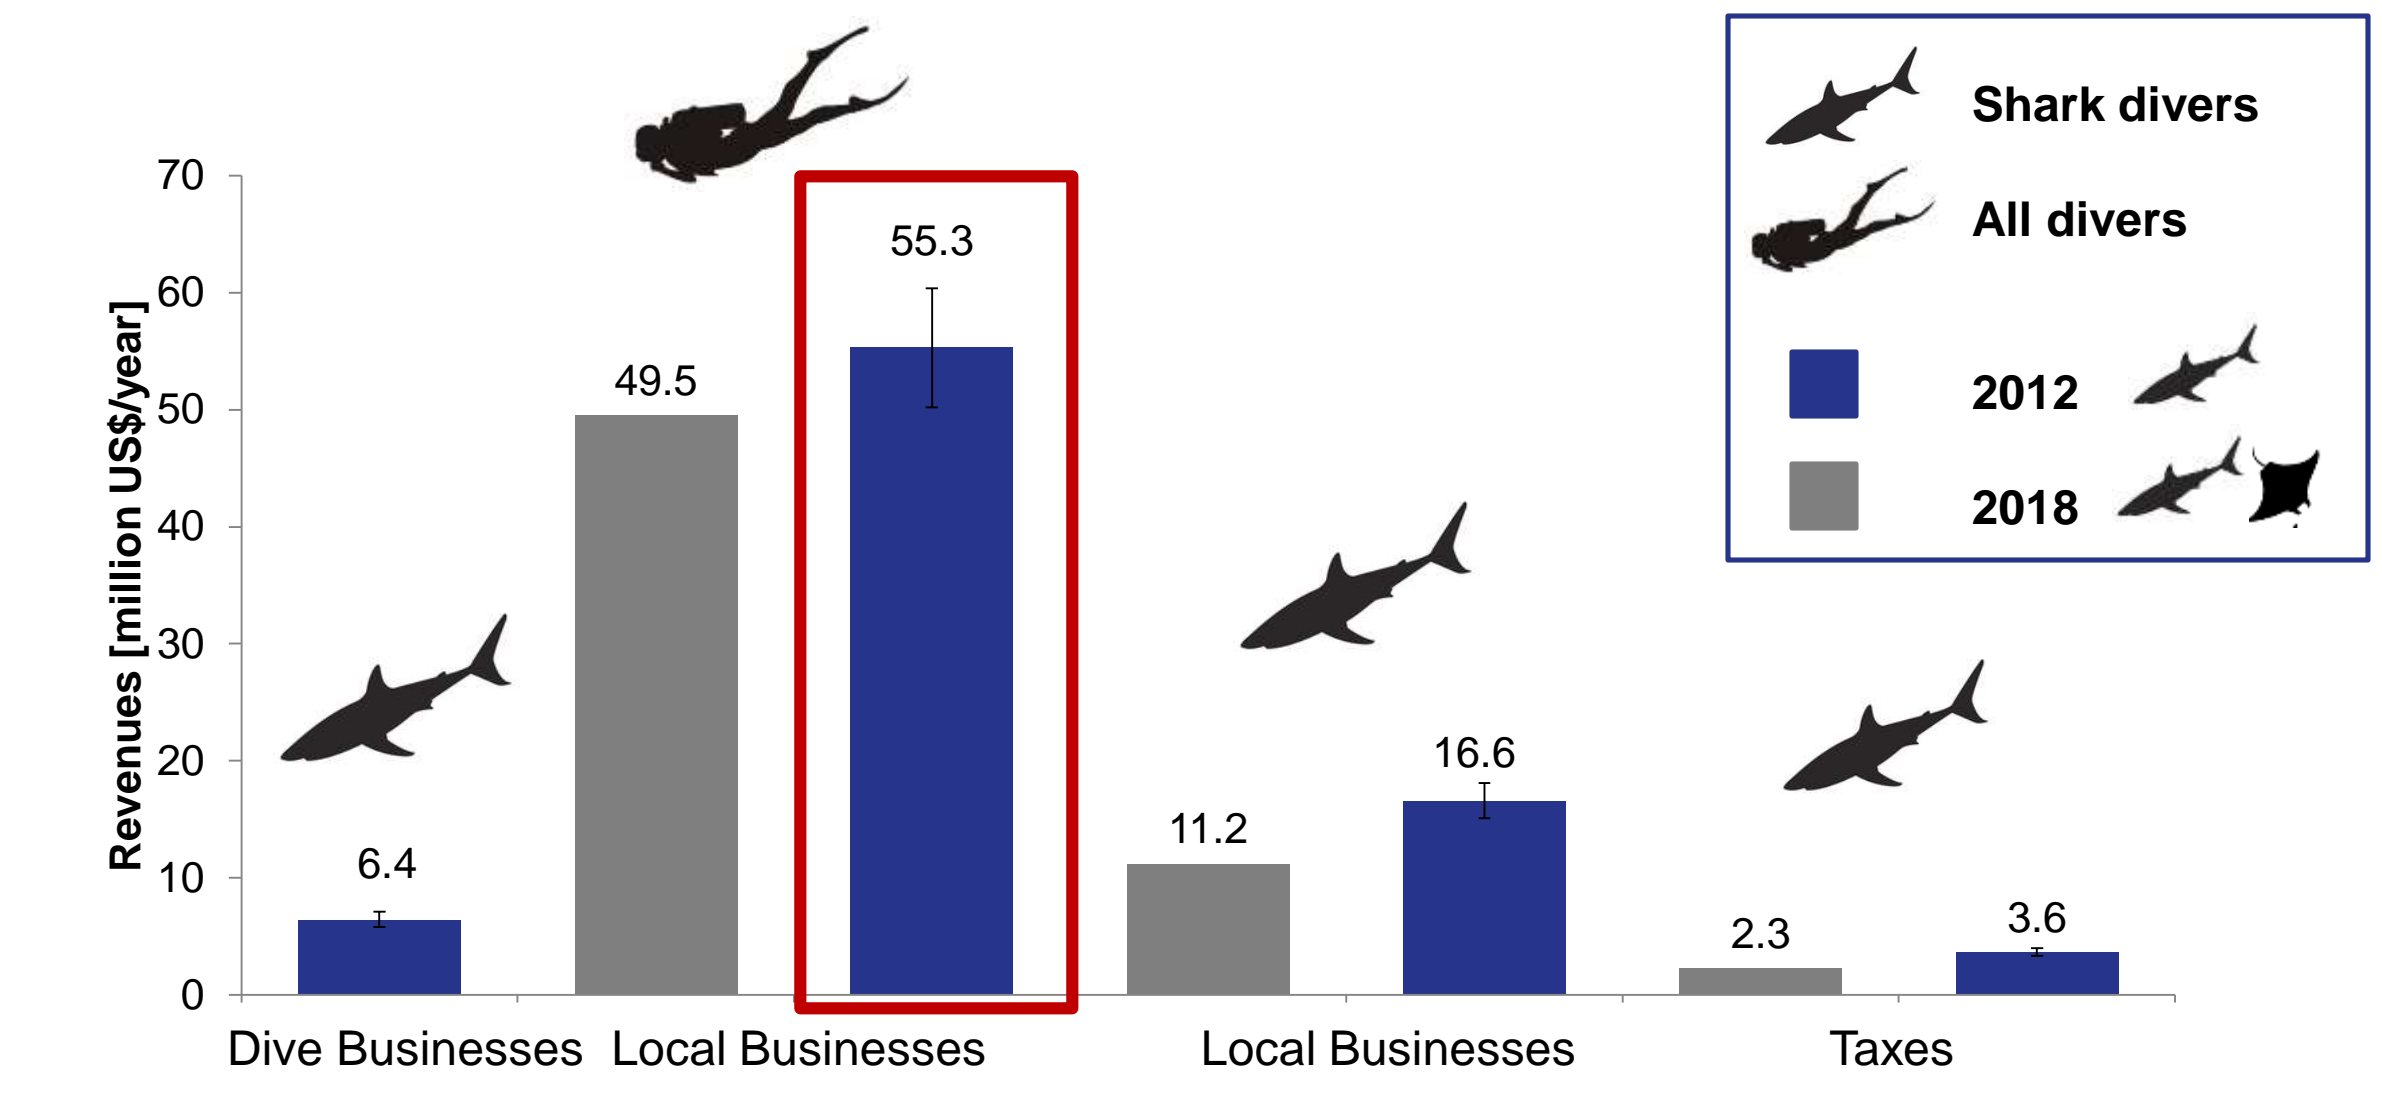 Shark divers
All divers
2012
2018
Revenues [million US$/year]
70
60
50
40
30
20
10
0
6.4
49.5
55.3
11.2
16.6
2.3
3.6
Dive Businesses
Local Businesses
Local Businesses
Taxes